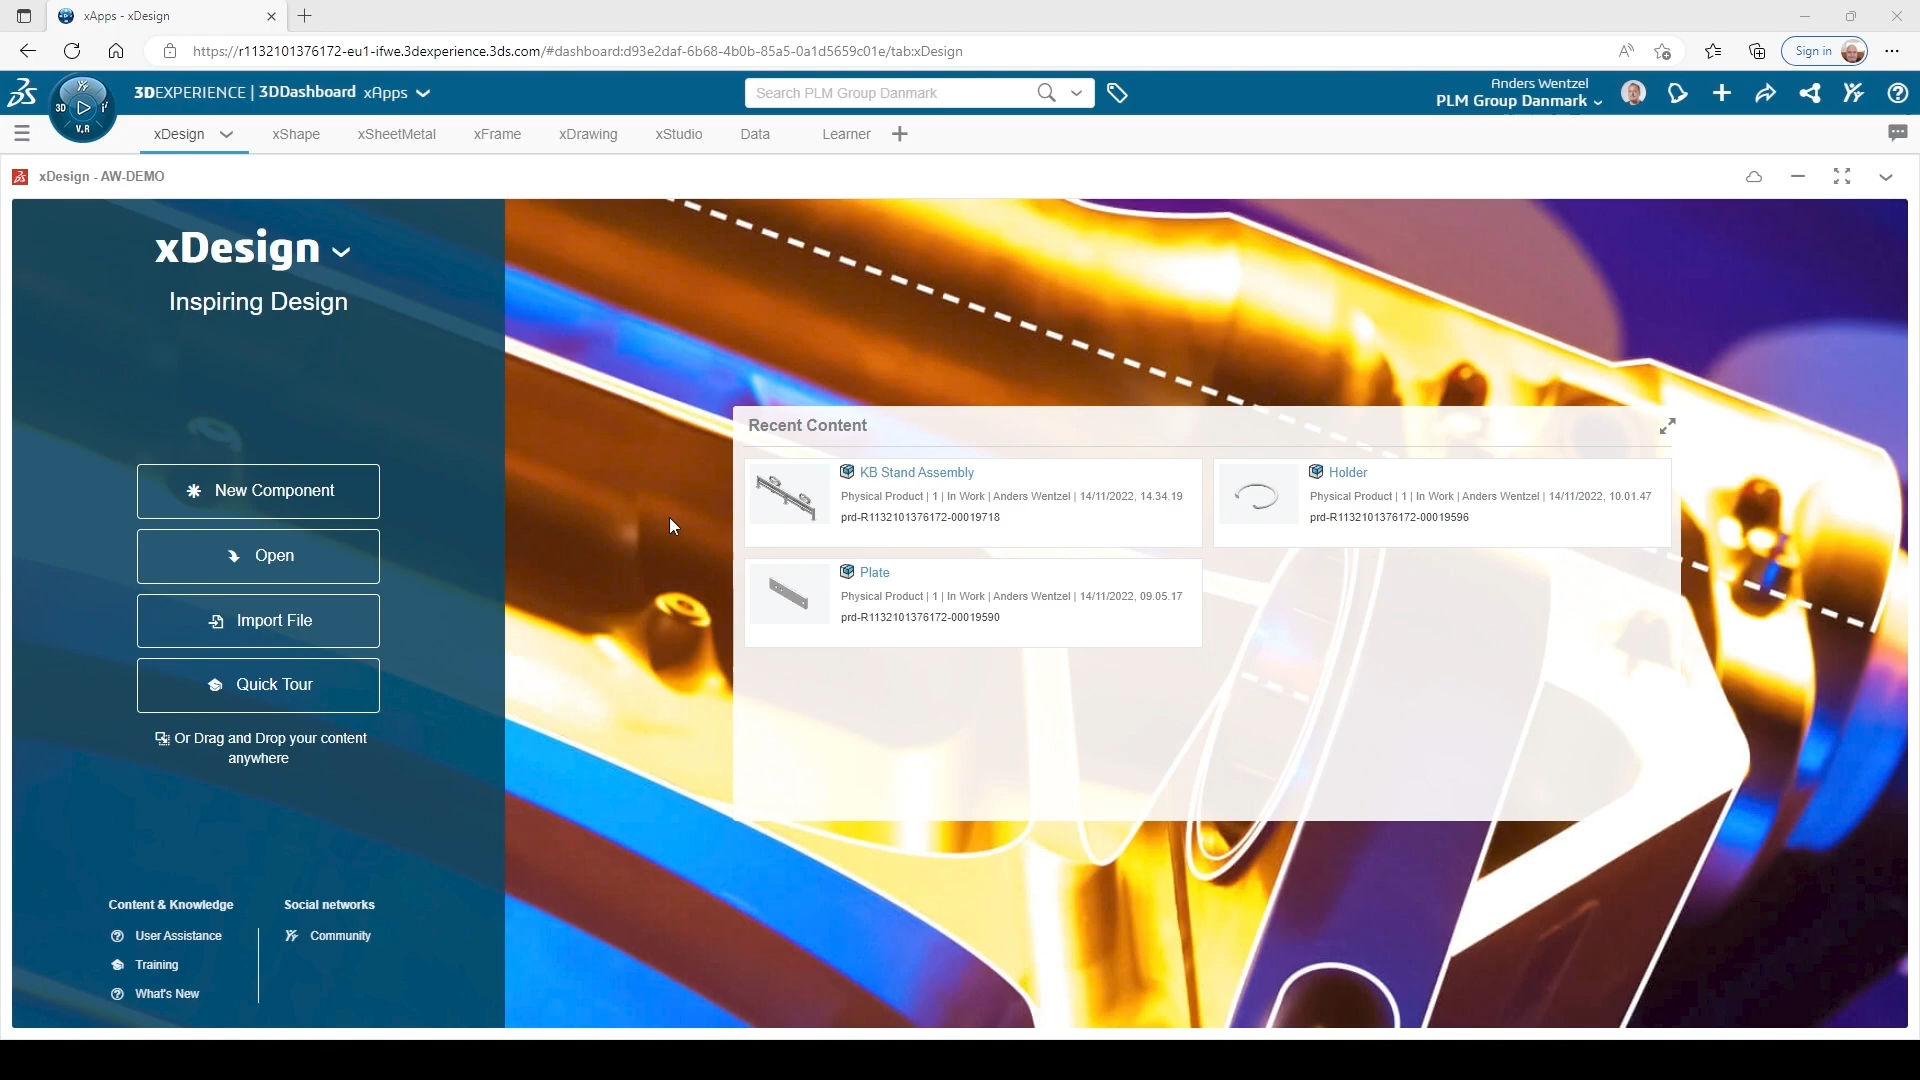 xApps - xDesign
https://r1132101376172-eu1-ifwe.3dexperience.3ds.com/#dashboard:d93e2daf-6b68-4b0b-85a5-0a1d5659c01e/tab:xDesign
Sign in
3DEXPERIENCE | 3DDashboard xApps
Search PLM Group Danmark
Anders Wentzel
PLM Group Danmark
3D
V.R
xDesign
xShape
xSheetMetal
xFrame
xDrawing
xStudio
Data
Learner
xDesign - AW-DEMO
xDesign
Inspiring Design
New Component
Open
Import File
Quick Tour
Or Drag and Drop your content
anywhere
Content & Knowledge
User Assistance
Training
What's New
Social networks
Community
Recent Content
KB Stand Assembly
Physical Product | 1 | In Work | Anders Wentzel | 14/11/2022, 14.34.19
prd-R1132101376172-00019718
Holder
Physical Product | 1 | In Work | Anders Wentzel | 14/11/2022, 10.01.47
prd-R1132101376172-00019596
Plate
Physical Product | 1 | In Work | Anders Wentzel | 14/11/2022, 09.05.17
prd-R1132101376172-00019590